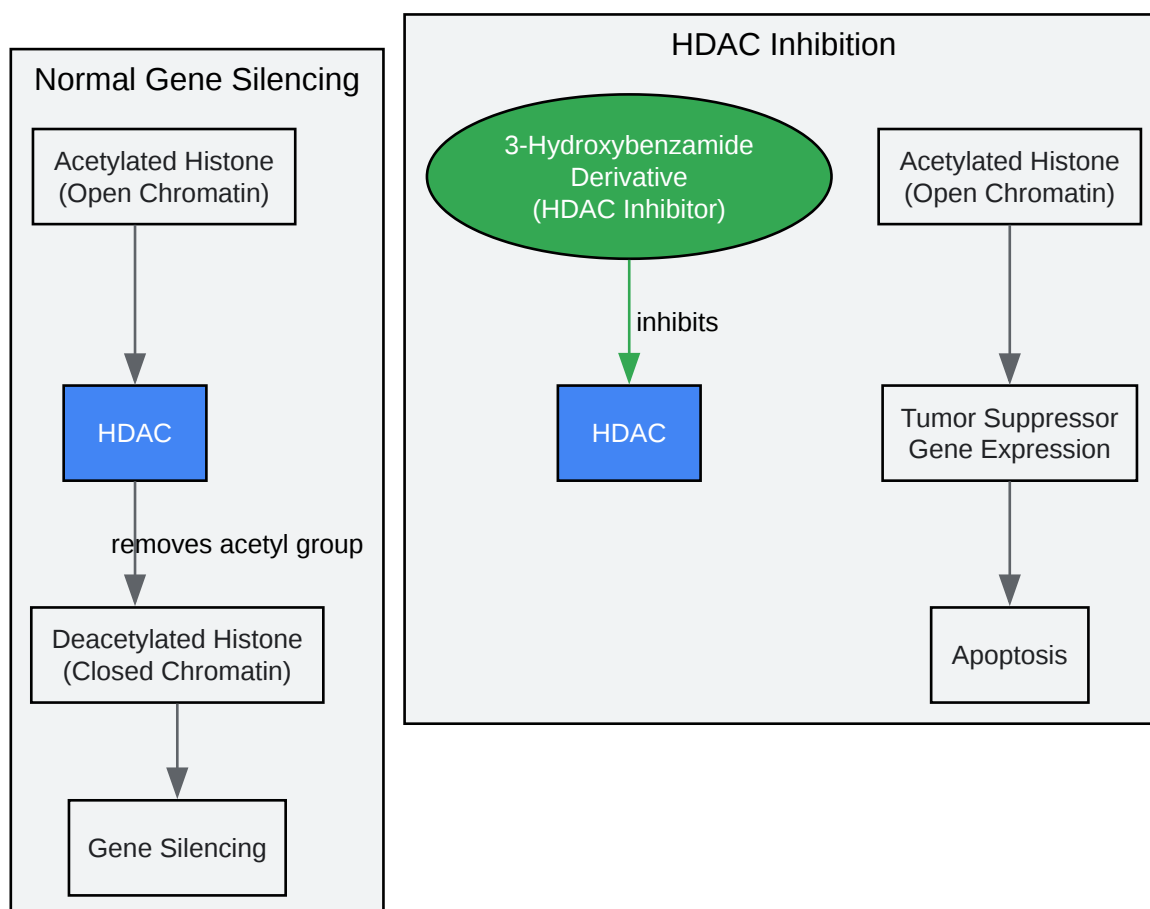 Normal Gene Silencing
Acetylated Histone
(Open Chromatin)
HDAC
removes acetyl group
Deacetylated Histone
(Closed Chromatin)
Gene Silencing
HDAC Inhibition
3-Hydroxybenzamide
Derivative
(HDAC Inhibitor)
inhibits
HDAC
Acetylated Histone
(Open Chromatin)
Tumor Suppressor
Gene Expression
Apoptosis